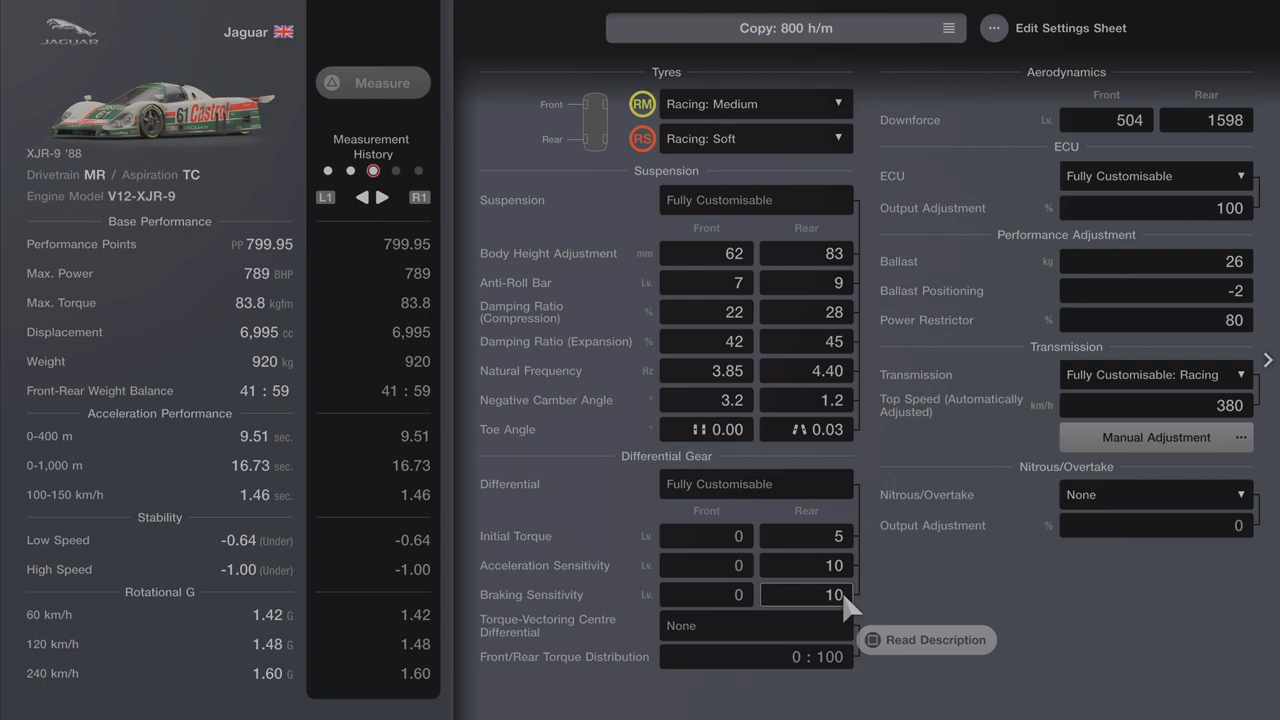 JAGUAR
Jaguar
61 Castrol
XJR-9 '88
Drivetrain MR / Aspiration TC
Engine Model V12-XJR-9
Base Performance
Performance Points PP 799.95
Max. Power 789 BHP
Max. Torque 83.8 kgfm
Displacement 6,995 cc
Weight 920 kg
Front-Rear Weight Balance 41 : 59
Acceleration Performance
0-400 m 9.51 sec.
0-1,000 m 16.73 sec.
100-150 km/h 1.46 sec.
Stability
Low Speed -0.64 (Under)
High Speed -1.00 (Under)
Rotational G
60 km/h 1.42 G
120 km/h 1.48 G
240 km/h 1.60 G
Measure
Measurement
History
L1 R1
799.95
789
83.8
6,995
920
41 : 59
9.51
16.73
1.46
-0.64
-1.00
1.42
1.48
1.60
Copy: 800 h/m
Edit Settings Sheet
Tyres
Front RM Racing: Medium
Rear RS Racing: Soft
Suspension
Suspension Fully Customisable
Front Rear
Body Height Adjustment mm 62 83
Anti-Roll Bar Lv. 7 9
Damping Ratio
(Compression) % 22 28
Damping Ratio (Expansion) % 42 45
Natural Frequency Hz 3.85 4.40
Negative Camber Angle ° 3.2 1.2
Toe Angle ° 0.00 0.03
Differential Gear
Differential Fully Customisable
Front Rear
Initial Torque Lv. 0 5
Acceleration Sensitivity Lv. 0 10
Braking Sensitivity Lv. 0 10
Torque-Vectoring Centre
Differential None
Front/Rear Torque Distribution 0 : 100
Read Description
Aerodynamics
Front Rear
Downforce Lv. 504 1598
ECU
ECU Fully Customisable
Output Adjustment % 100
Performance Adjustment
Ballast kg 26
Ballast Positioning -2
Power Restrictor % 80
Transmission
Transmission Fully Customisable: Racing
Top Speed (Automatically
Adjusted) km/h 380
Manual Adjustment
Nitrous/Overtake
Nitrous/Overtake None
Output Adjustment % 0